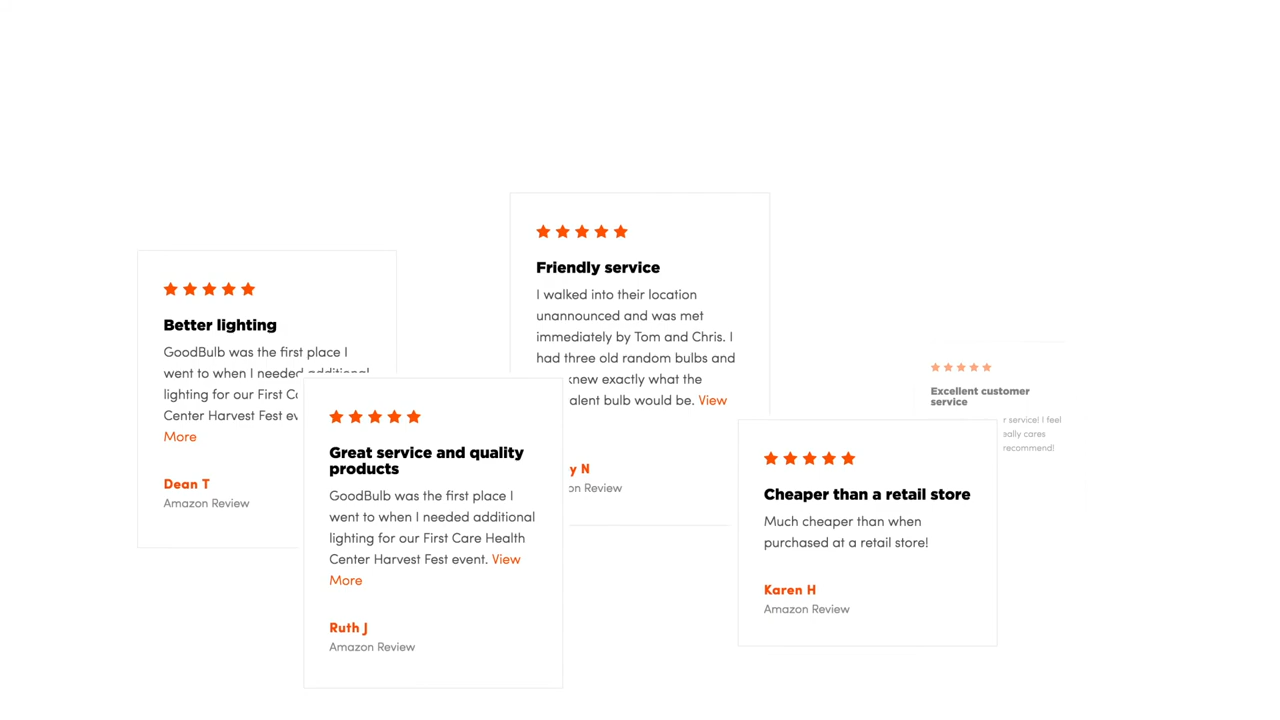 Better lighting
GoodBulb was the first place I
went to when I needed additional
lighting for our First
Center Harvest Fest
More
Dean T
Amazon Review
Great service and quality
products
GoodBulb was the first place I
went to when I needed additional
lighting for our First Care Health
Center Harvest Fest event. View
More
Ruth J
Amazon Review
Friendly service
I walked into their location
unannounced and was met
immediately by Tom and Chris. I
had three old random bulbs and
knew exactly what the
bulb would be. View
N
Review
Cheaper than a retail store
Much cheaper than when
purchased at a retail store!
Karen H
Amazon Review
Excellent customer
service
service! I feel
cares
recommend!